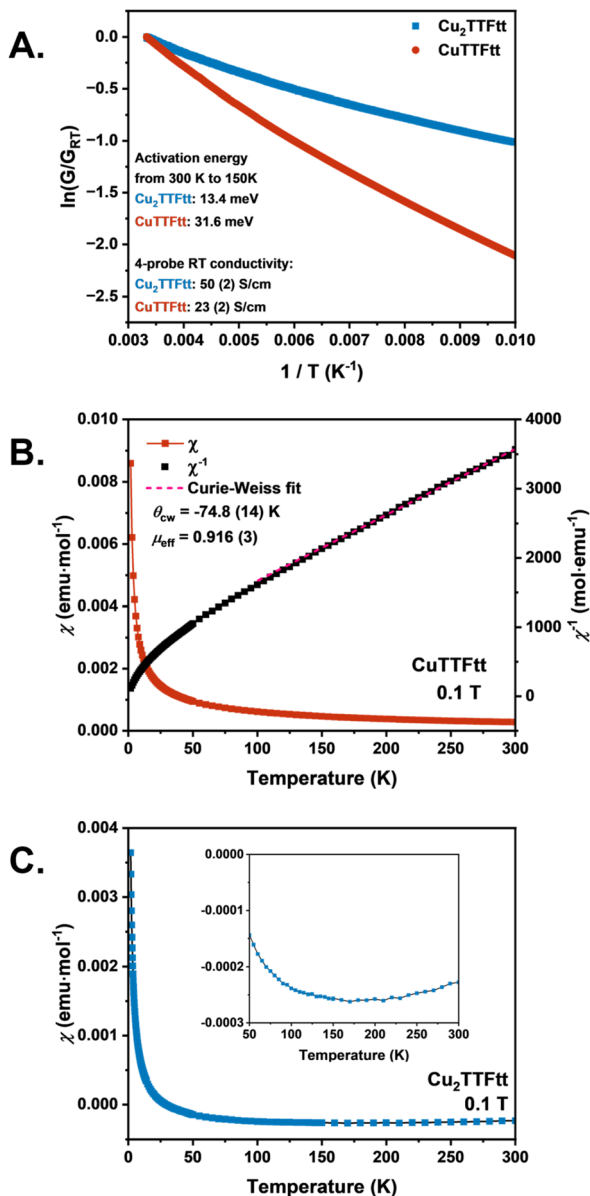 A.
Cu₂TTFtt
CuTTFtt
0.0
−0.5
−1.0
−1.5
−2.0
−2.5
ln(G/G_RT)
Activation energy
from 300 K to 150K
Cu₂TTFtt: 13.4 meV
CuTTFtt: 31.6 meV
4-probe RT conductivity:
Cu₂TTFtt: 50 (2) S/cm
CuTTFtt: 23 (2) S/cm
0.003 0.004 0.005 0.006 0.007 0.008 0.009 0.010
1 / T (K⁻¹)
B.
0.010
0.008
0.006
0.004
0.002
0.000
χ (emu·mol⁻¹)
χ
χ⁻¹
Curie-Weiss fit
θ_cw = -74.8 (14) K
μ_eff = 0.916 (3)
4000
3000
2000
1000
0
χ⁻¹ (mol·emu⁻¹)
CuTTFtt
0.1 T
0 50 100 150 200 250 300
Temperature (K)
C.
0.004
0.003
0.002
0.001
0.000
χ (emu·mol⁻¹)
0.0000
-0.0001
-0.0002
-0.0003
50 100 150 200 250 300
Temperature (K)
Cu₂TTFtt
0.1 T
0 50 100 150 200 250 300
Temperature (K)